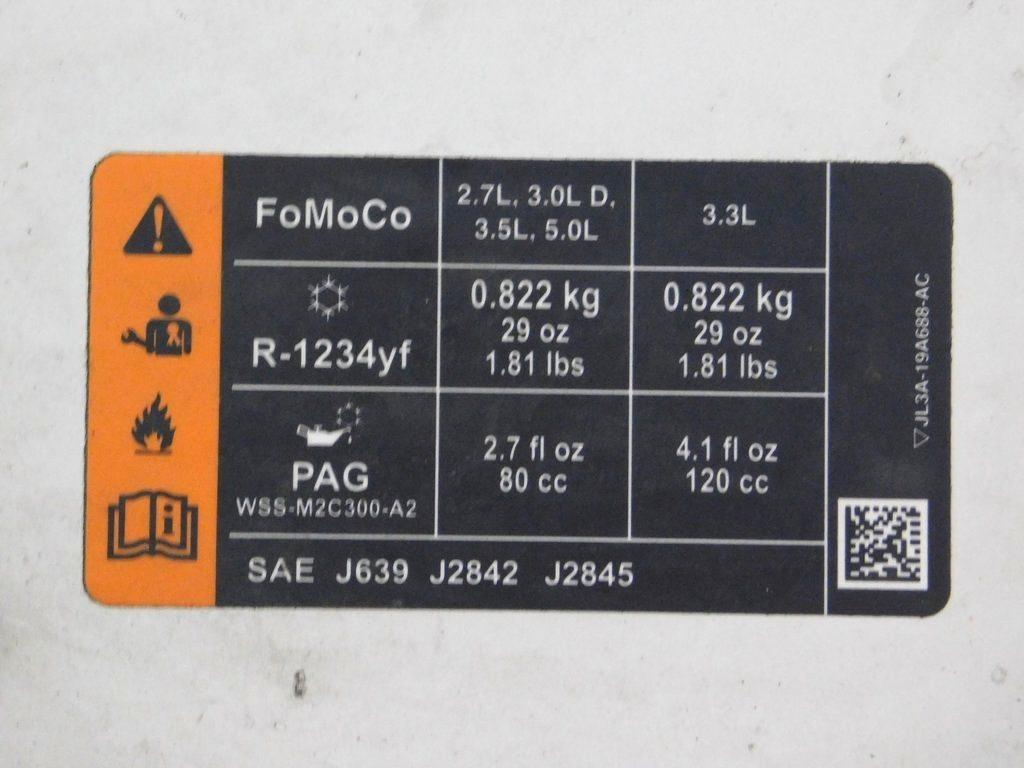 FoMoCo
2.7L, 3.0L D,
3.5L, 5.0L
3.3L
R-1234yf
0.822 kg
29 oz
1.81 lbs
0.822 kg
29 oz
1.81 lbs
PAG
WSS-M2C300-A2
2.7 fl oz
80 cc
4.1 fl oz
120 cc
SAE J639 J2842 J2845
JL3A-19A688-AC